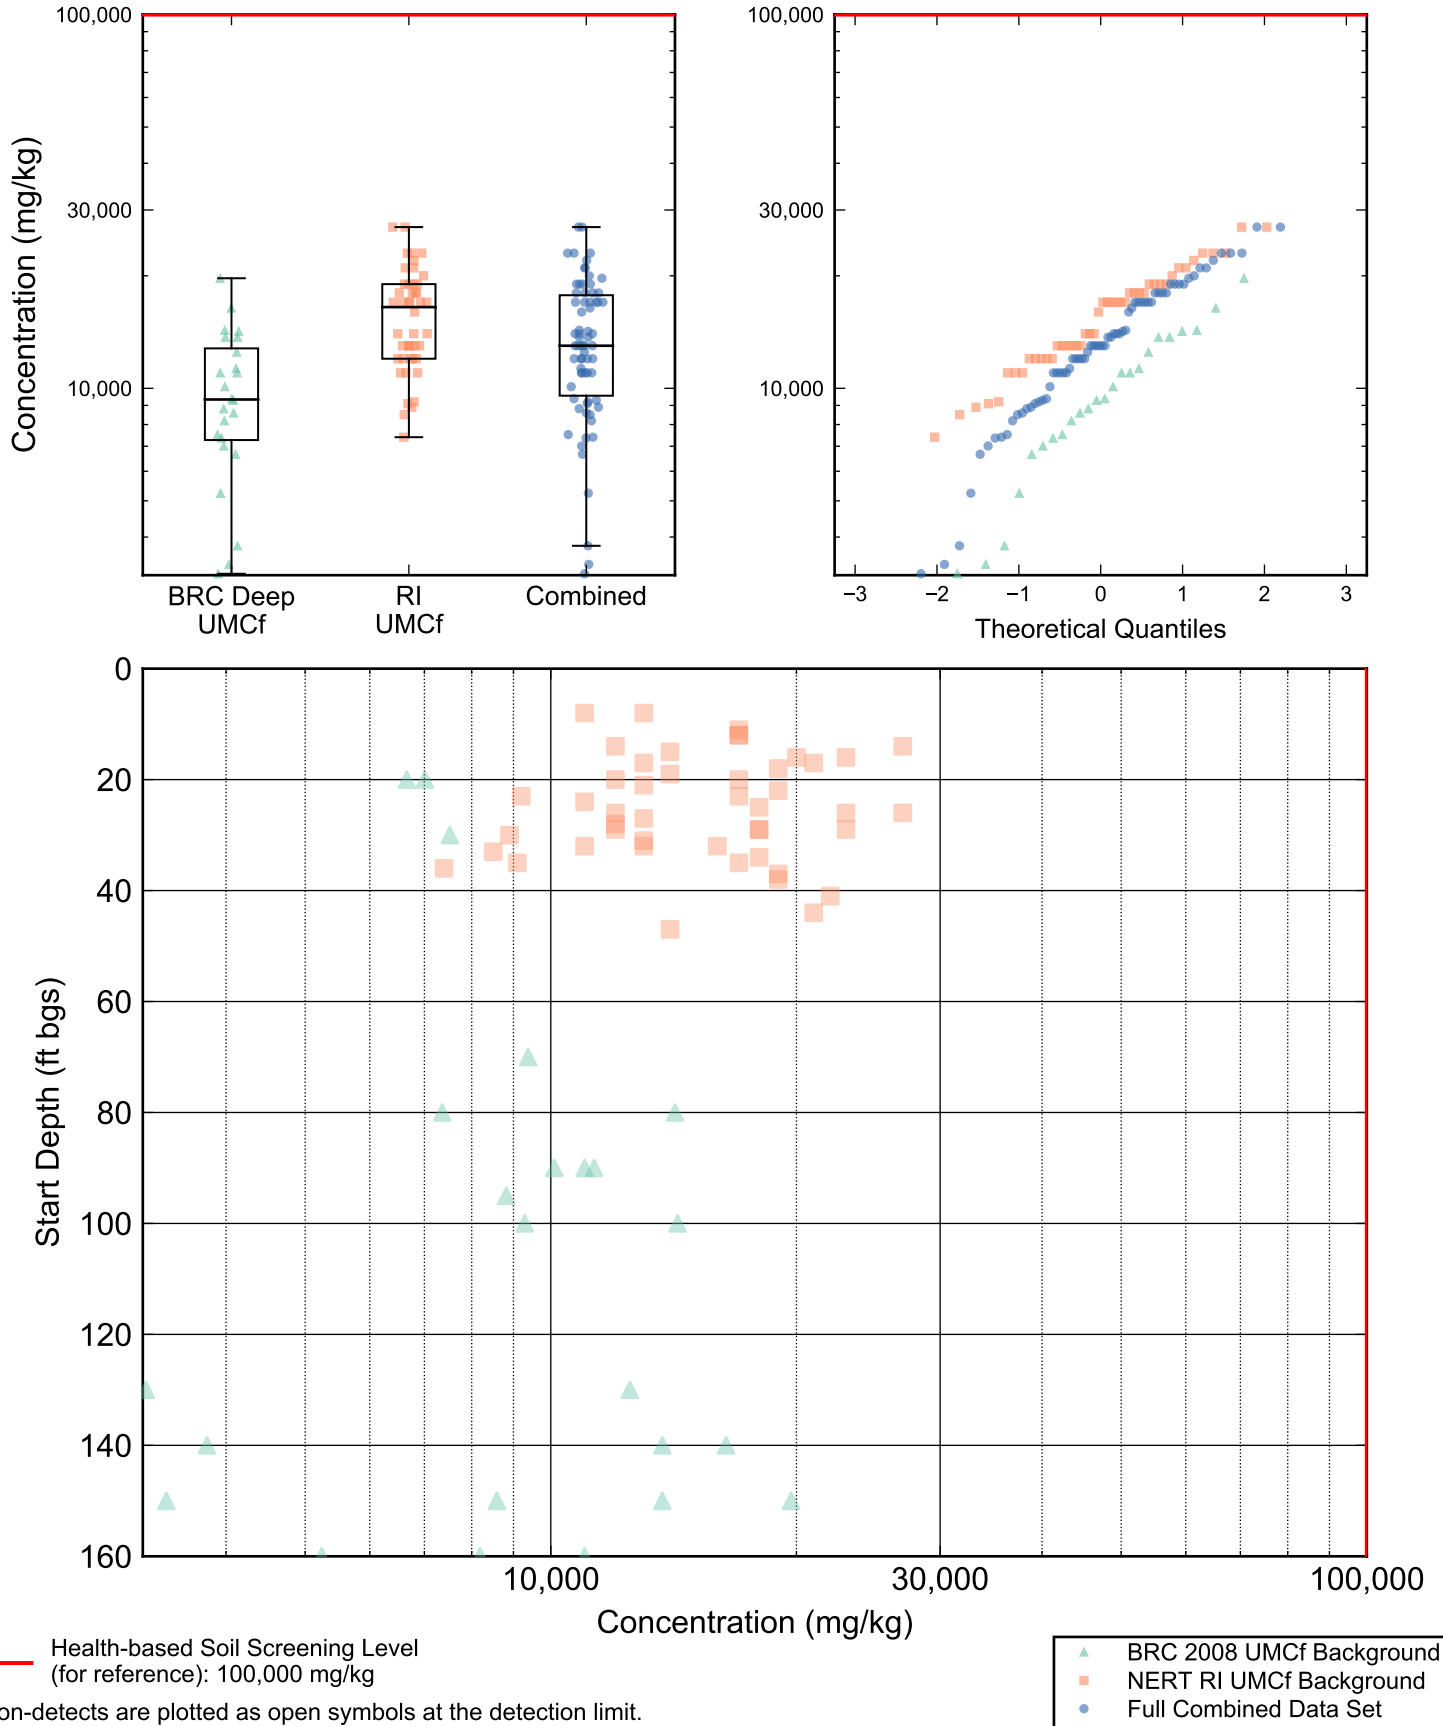 100,000
30,000
10,000
Concentration (mg/kg)
BRC Deep
UMCf
RI
UMCf
Combined
100,000
30,000
10,000
−3
−2
−1
0
1
2
3
Theoretical Quantiles
0
20
40
60
80
100
120
140
160
Start Depth (ft bgs)
10,000
30,000
100,000
Concentration (mg/kg)
Health-based Soil Screening Level
(for reference): 100,000 mg/kg
on-detects are plotted as open symbols at the detection limit.
BRC 2008 UMCf Background
NERT RI UMCf Background
Full Combined Data Set